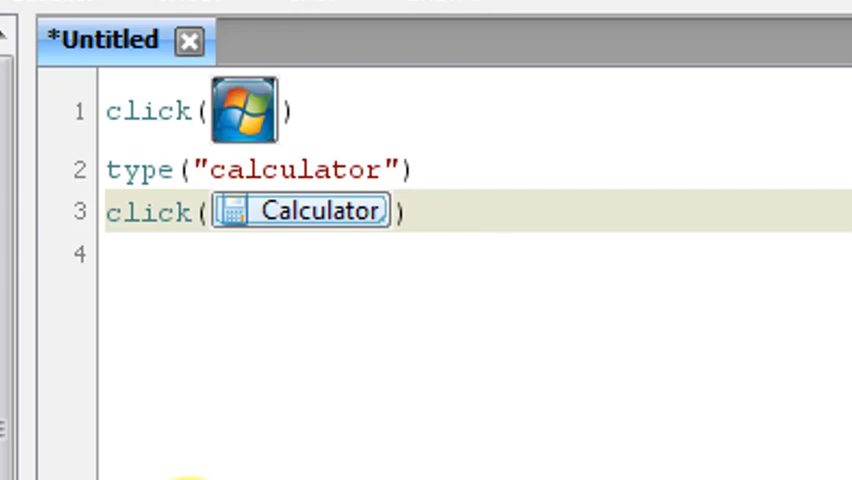 *Untitled
1 click( )
2 type("calculator")
3 click( Calculator )
4